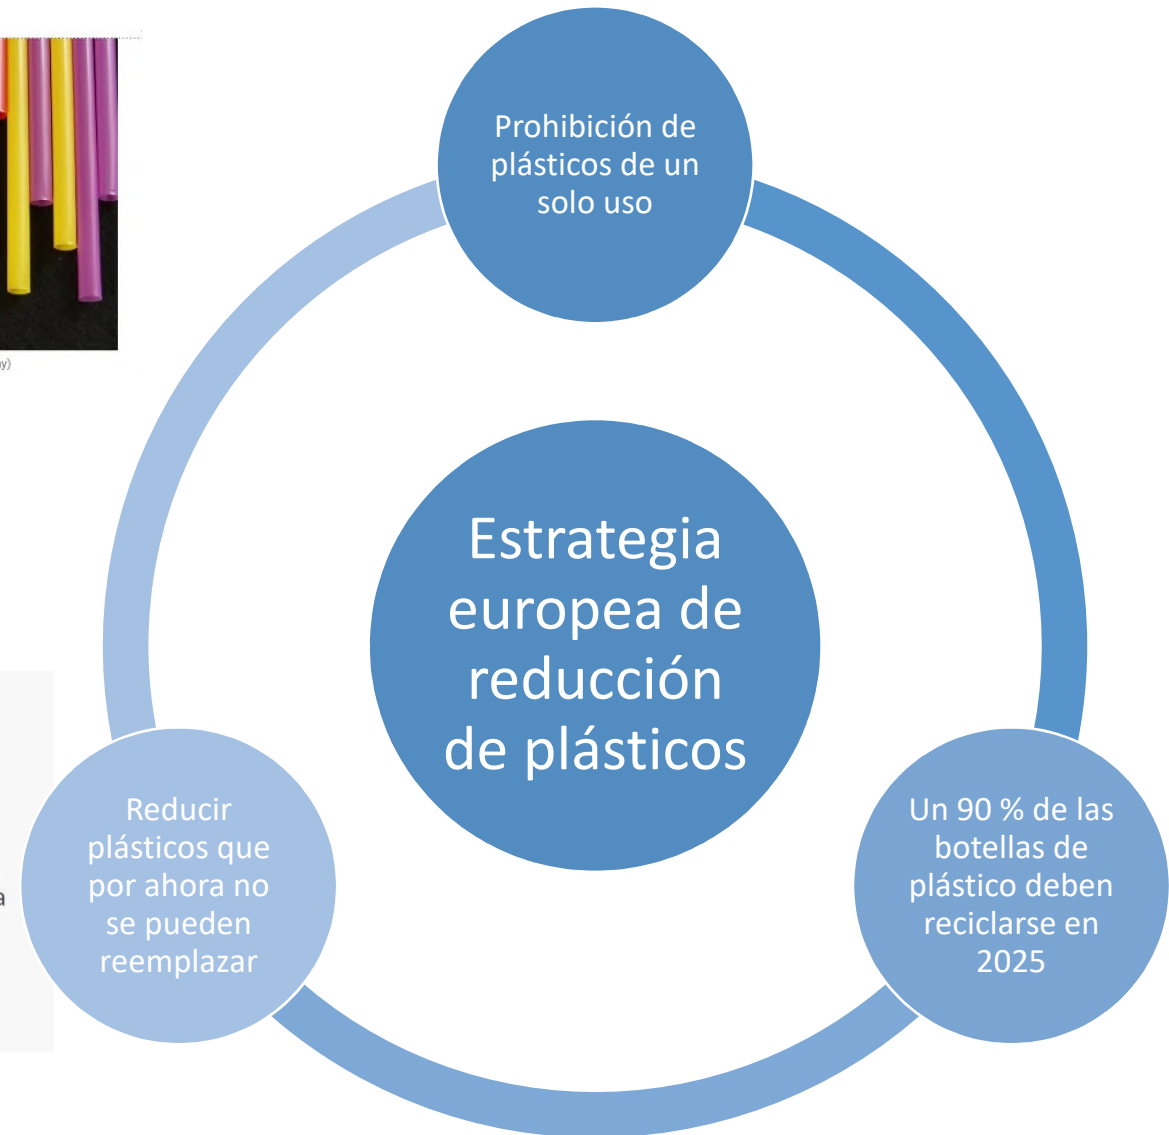 Prohibición de
plásticos de un
solo uso
Estrategia
europea de
reducción
de plásticos
Reducir
plásticos que
por ahora no
se pueden
reemplazar
Un 90 % de las
botellas de
plástico deben
reciclarse en
2025